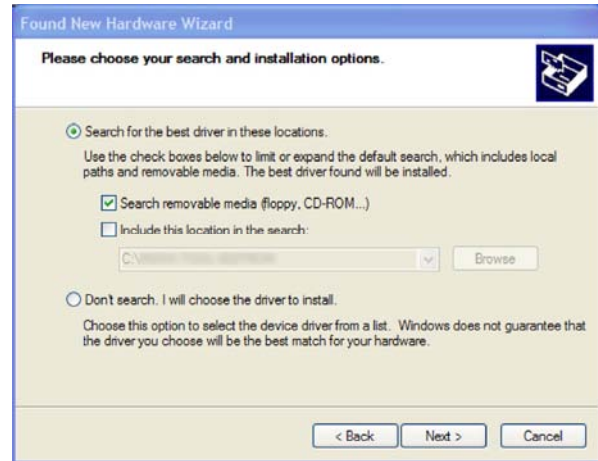 Found New Hardware Wizard
Please choose your search and installation options.
Search for the best driver in these locations.
Use the check boxes below to limit or expand the default search, which includes local
paths and removable media. The best driver found will be installed.
Search removable media (floppy, CD-ROM...)
Include this location in the search:
C:\
Browse
Don't search. I will choose the driver to install.
Choose this option to select the device driver from a list. Windows does not guarantee that
the driver you choose will be the best match for your hardware.
< Back Next > Cancel